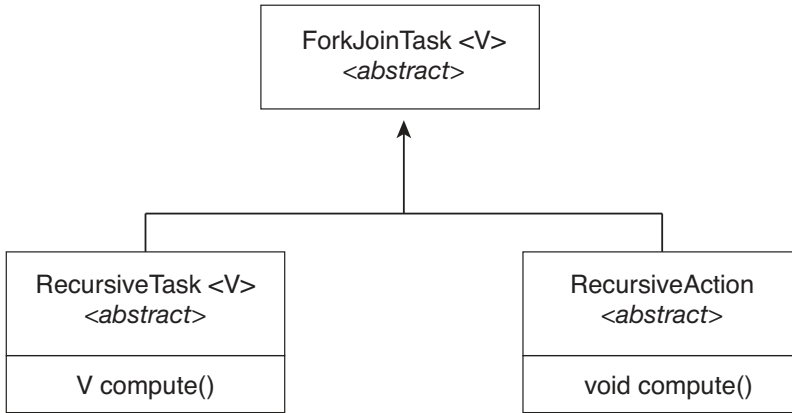 ForkJoinTask <V>
<abstract>
RecursiveTask <V>
<abstract>
V compute()
RecursiveAction
<abstract>
void compute()